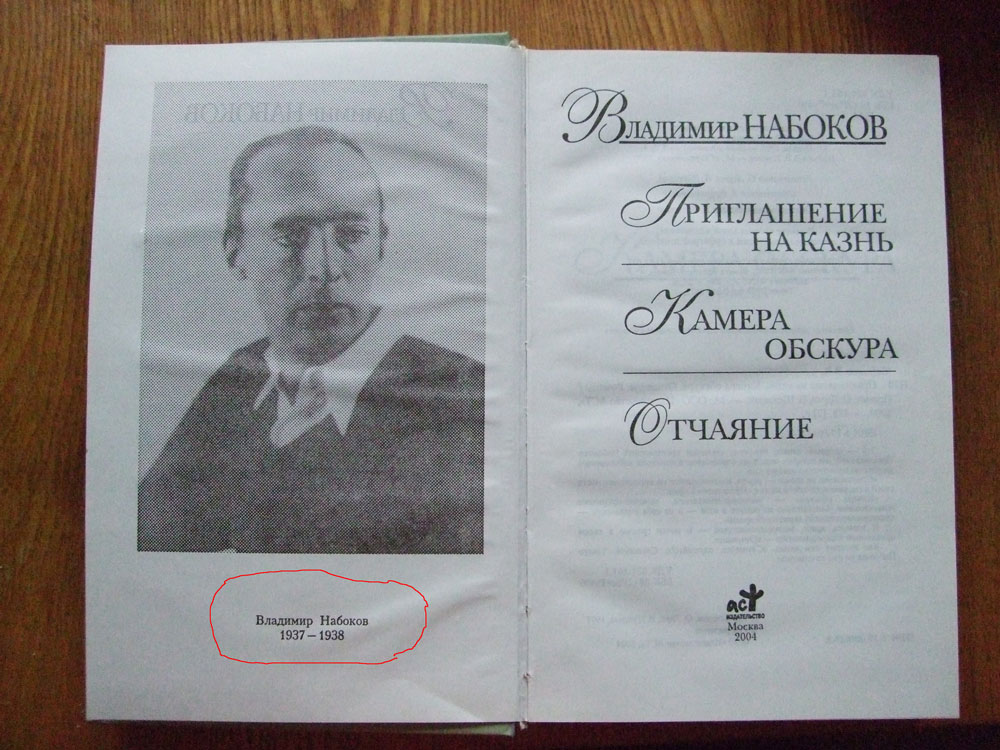 Владимир Набоков
1937—1938
Владимир НАБОКОВ
Приглашение
на казнь
Камера
обскура
Отчаяние
аст
издательство
Москва
2004